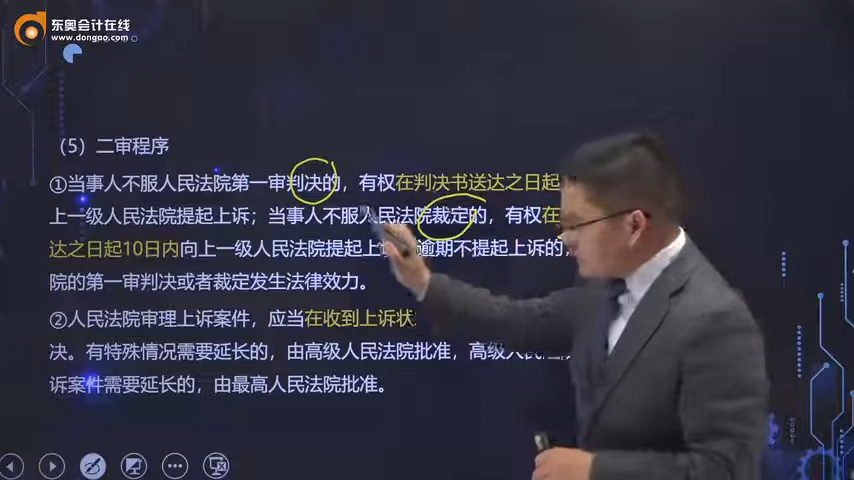 东奥会计在线
www.dongao.com
(5)二审程序
①当事人不服人民法院第一审判决的，有权在判决书送达之日起
上一级人民法院提起上诉；当事人不服人民法院裁定的，有权在
达之日起10日内向上一级人民法院提起上 逾期不提起上诉的，
院的第一审判决或者裁定发生法律效力。
②人民法院审理上诉案件，应当在收到上诉状
决。有特殊情况需要延长的，由高级人民法院批准，高级人民法院
诉案件需要延长的，由最高人民法院批准。